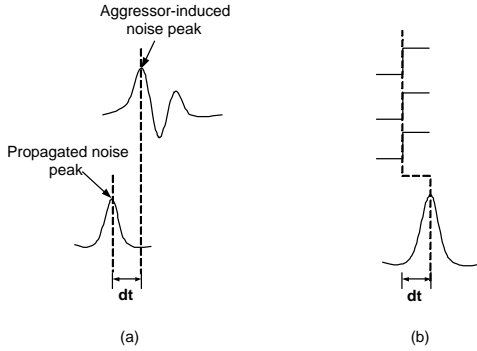 Aggressor-induced
noise peak
Propagated noise
peak
dt
(a)
dt
(b)